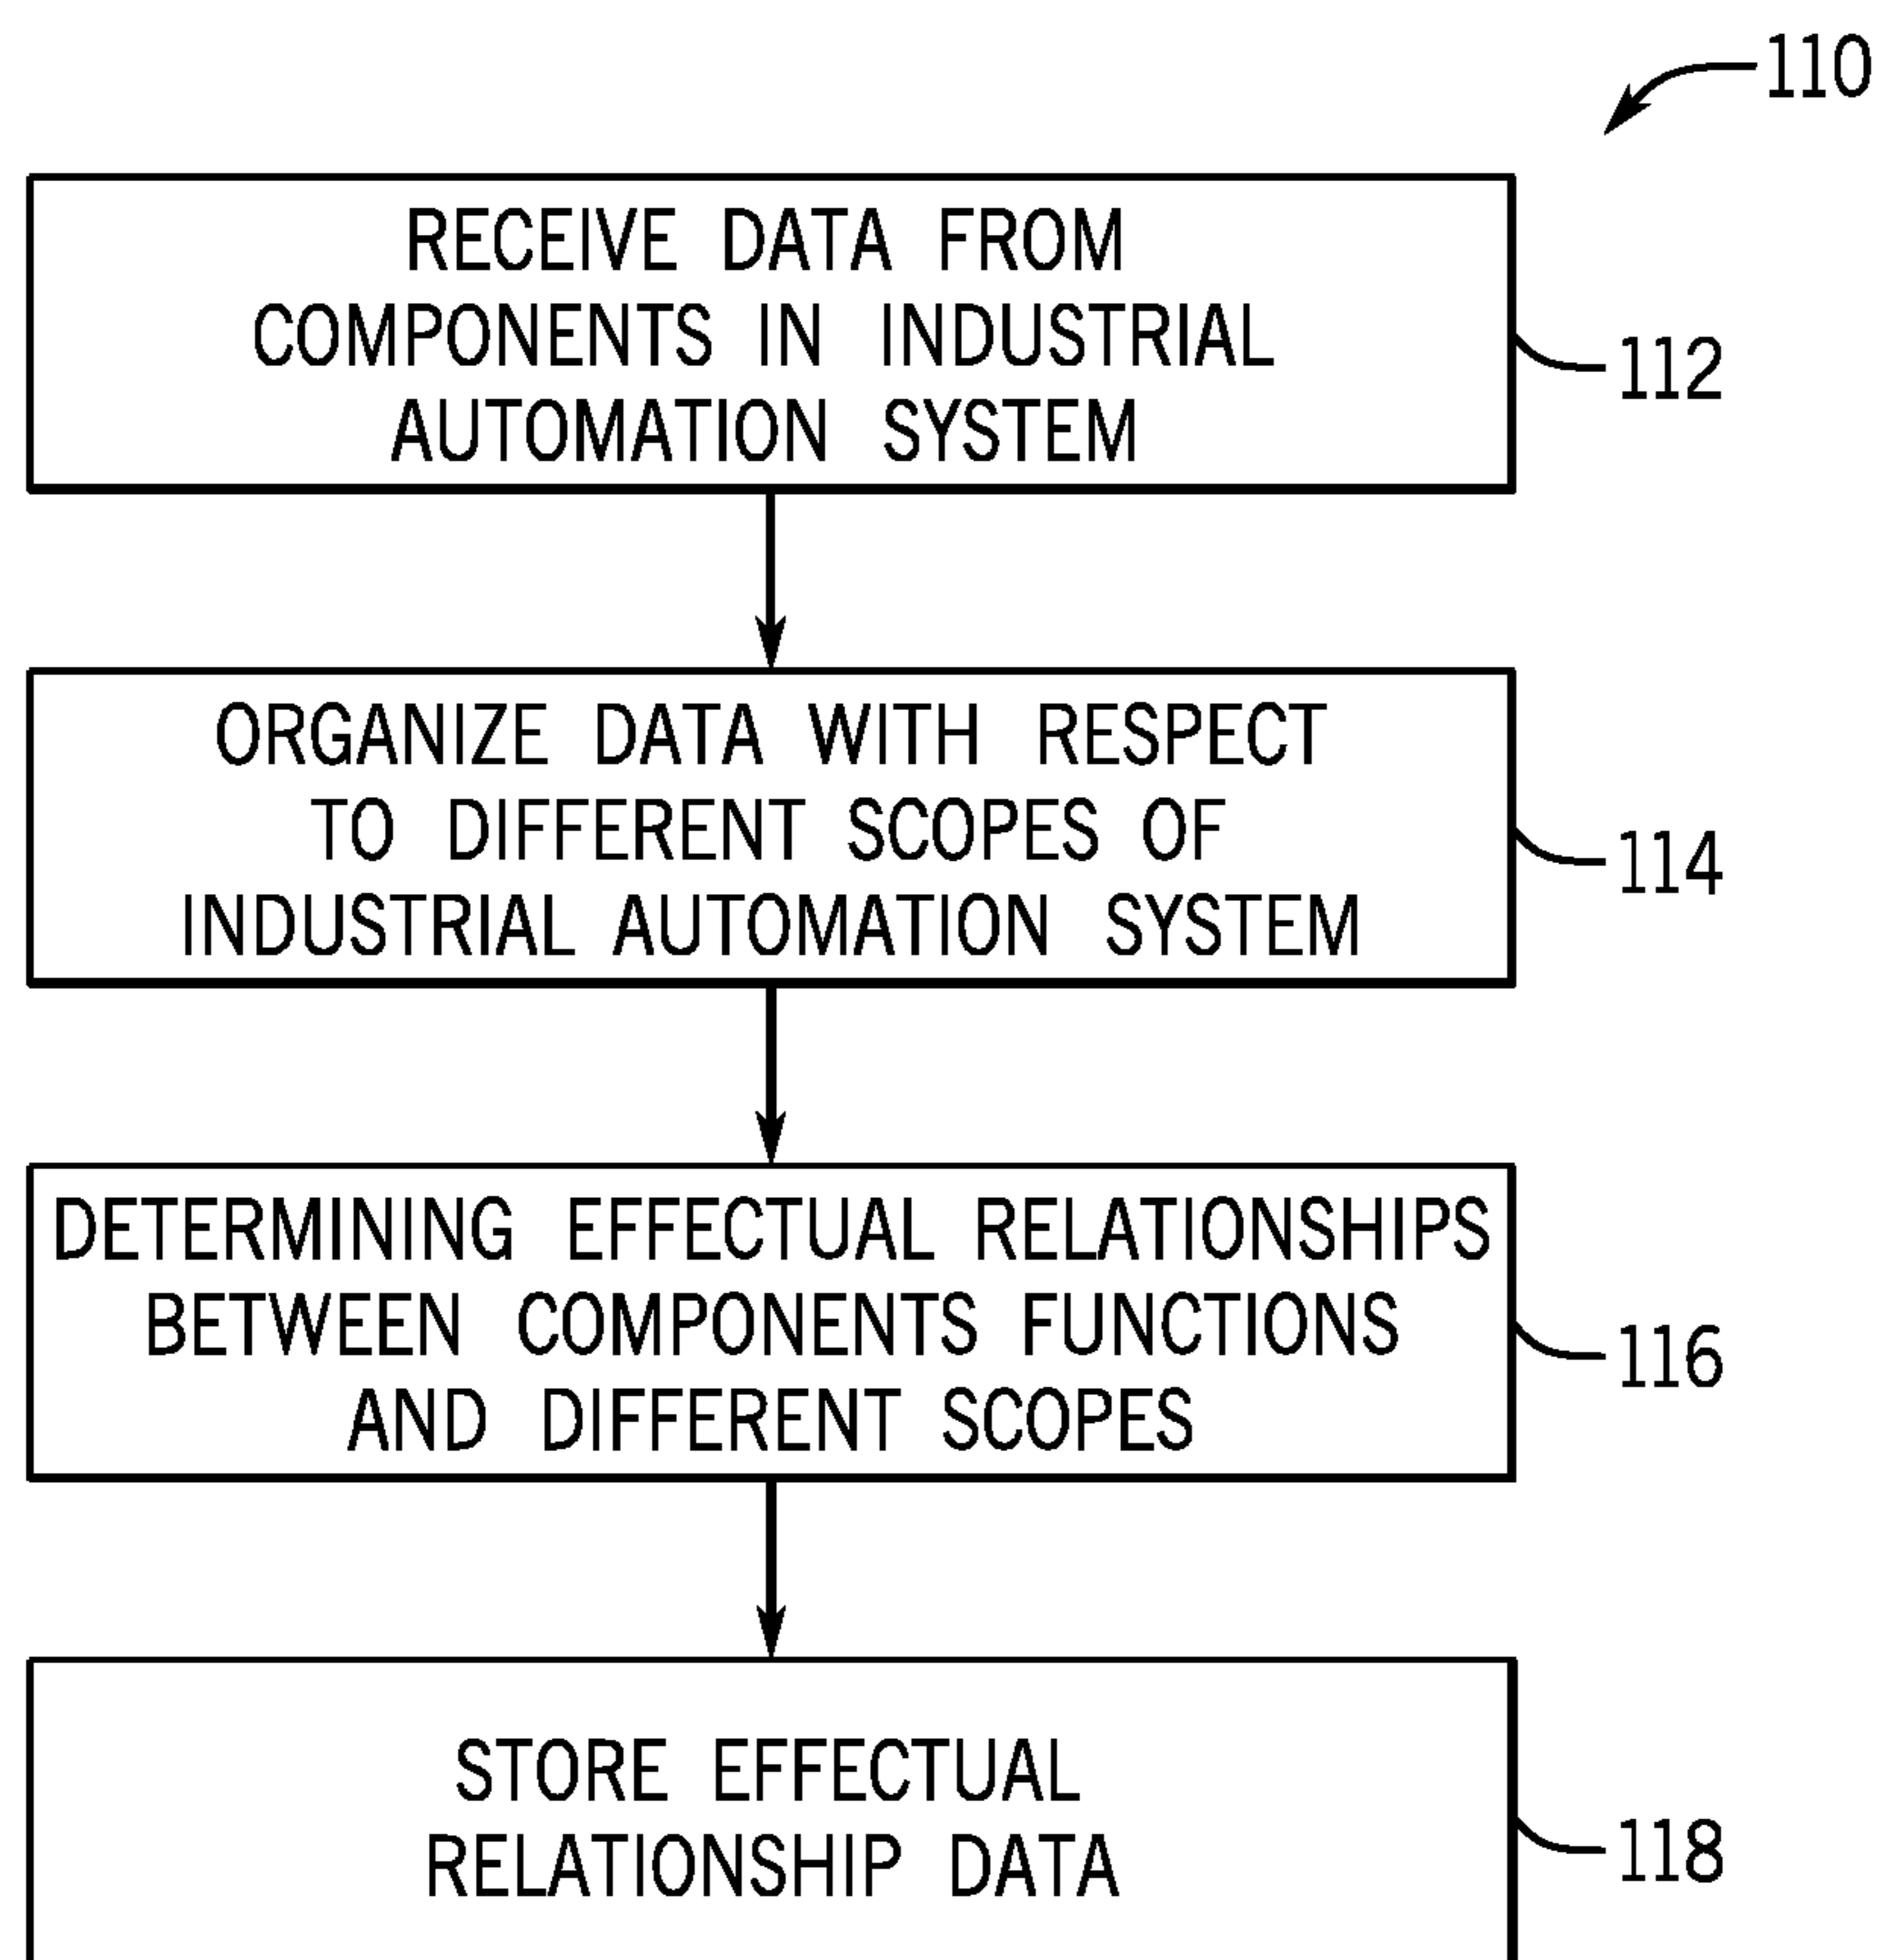 110
RECEIVE DATA FROM
COMPONENTS IN INDUSTRIAL
AUTOMATION SYSTEM
112
ORGANIZE DATA WITH RESPECT
TO DIFFERENT SCOPES OF
INDUSTRIAL AUTOMATION SYSTEM
114
DETERMINING EFFECTUAL RELATIONSHIPS
BETWEEN COMPONENTS FUNCTIONS
AND DIFFERENT SCOPES
116
STORE EFFECTUAL
RELATIONSHIP DATA
118